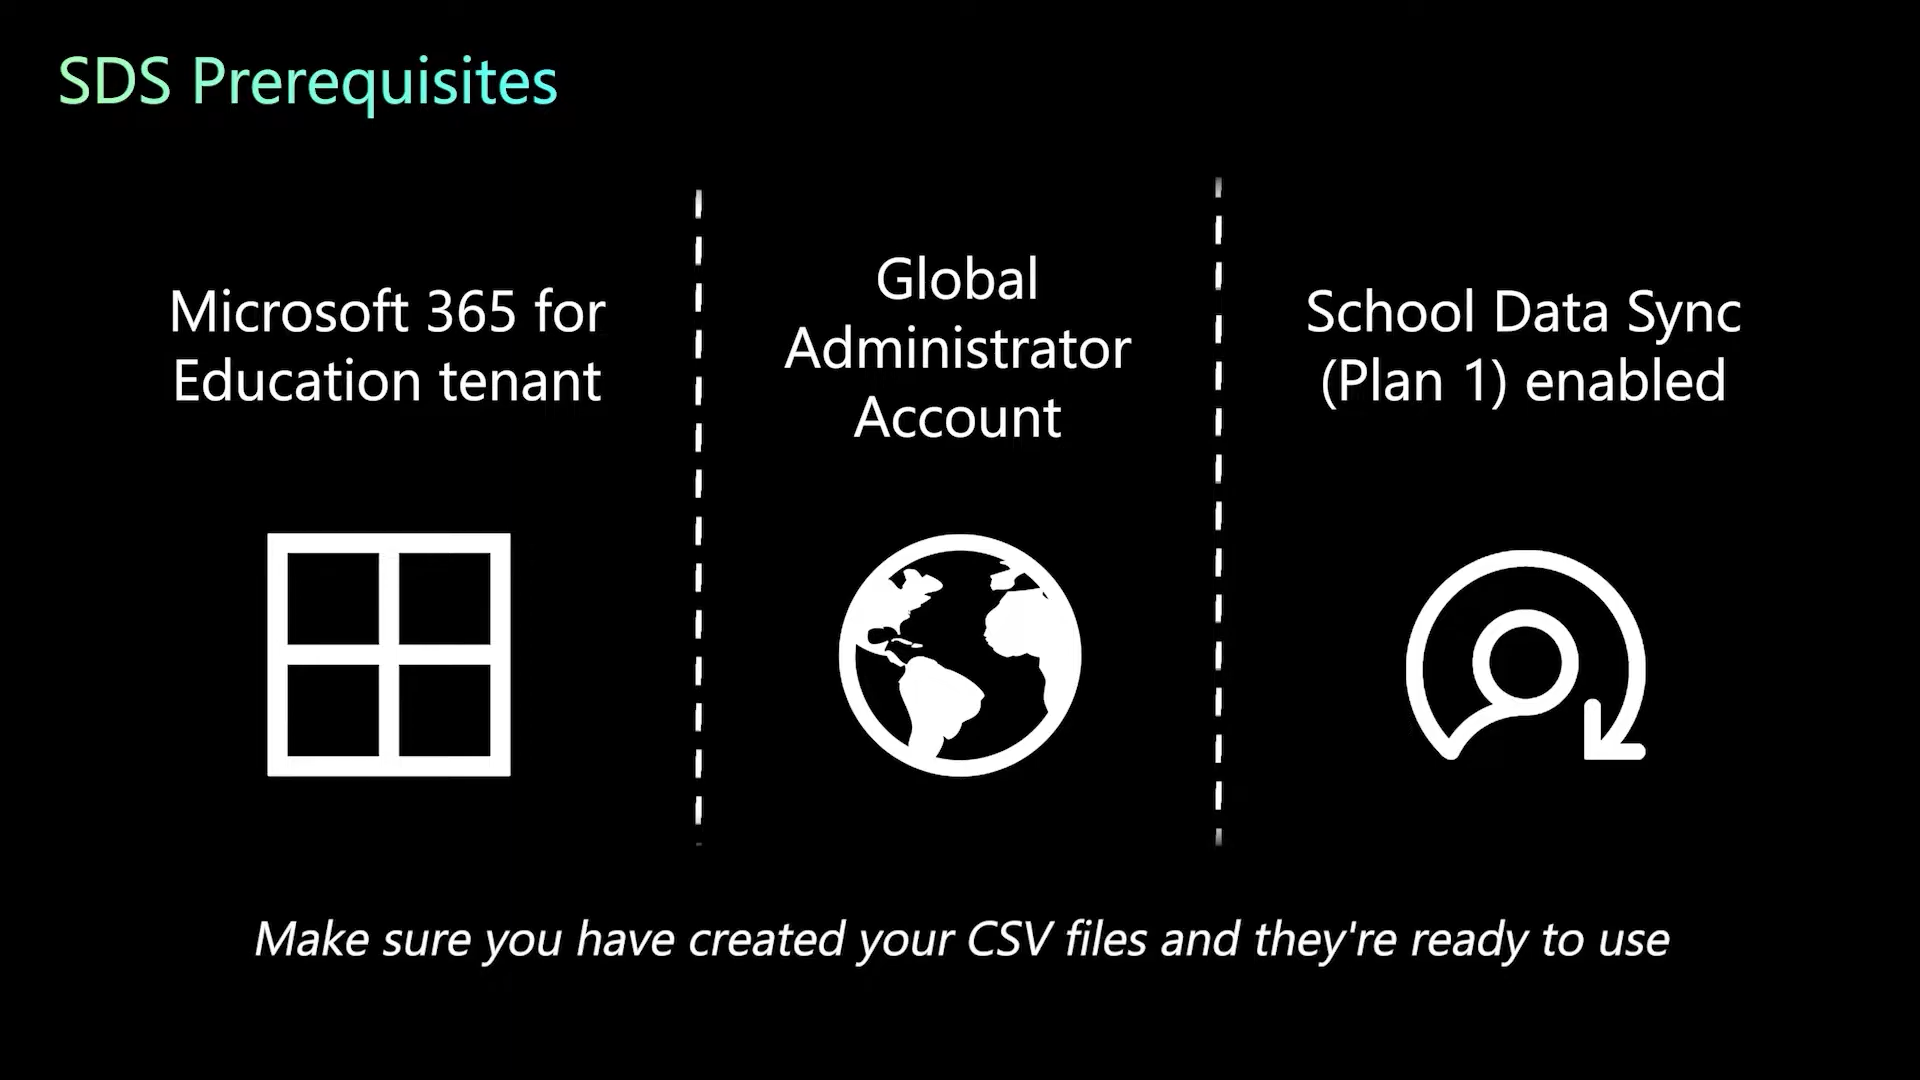 SDS Prerequisites
Microsoft 365 for
Education tenant
Global
Administrator
Account
School Data Sync
(Plan 1) enabled
Make sure you have created your CSV files and they're ready to use